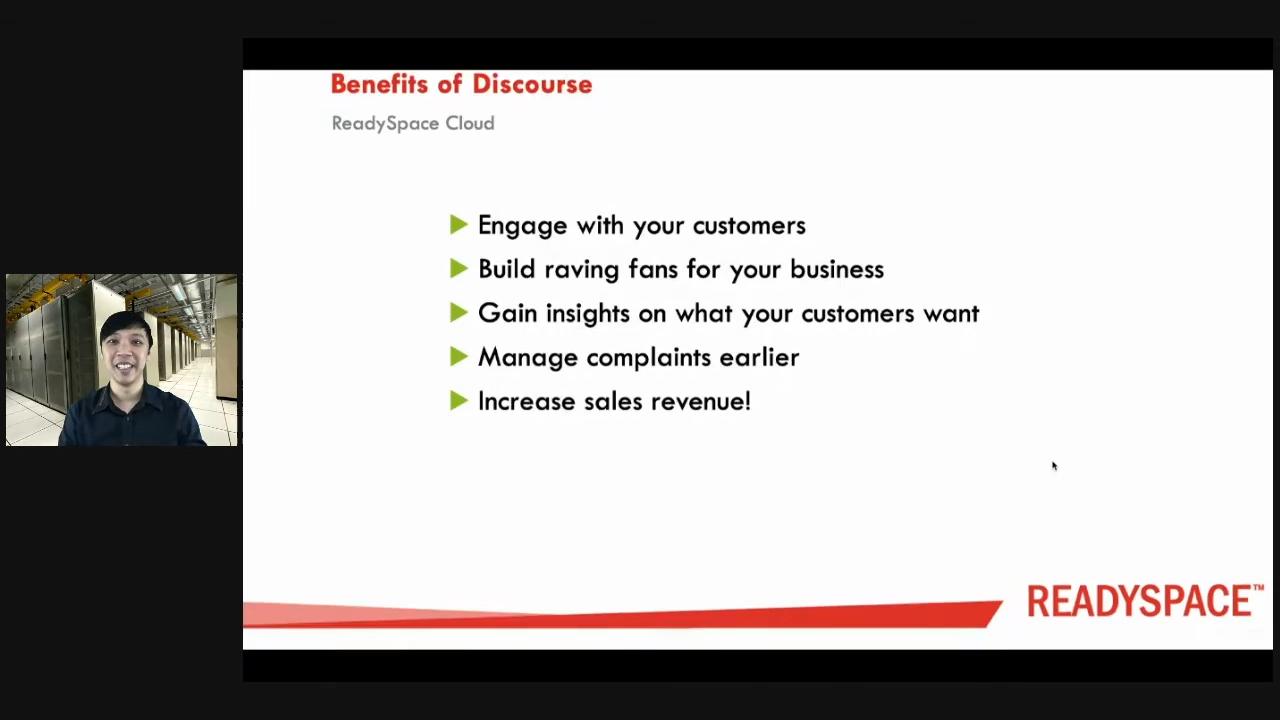 Benefits of Discourse
ReadySpace Cloud
Engage with your customers
Build raving fans for your business
Gain insights on what your customers want
Manage complaints earlier
Increase sales revenue!
READYSPACE™